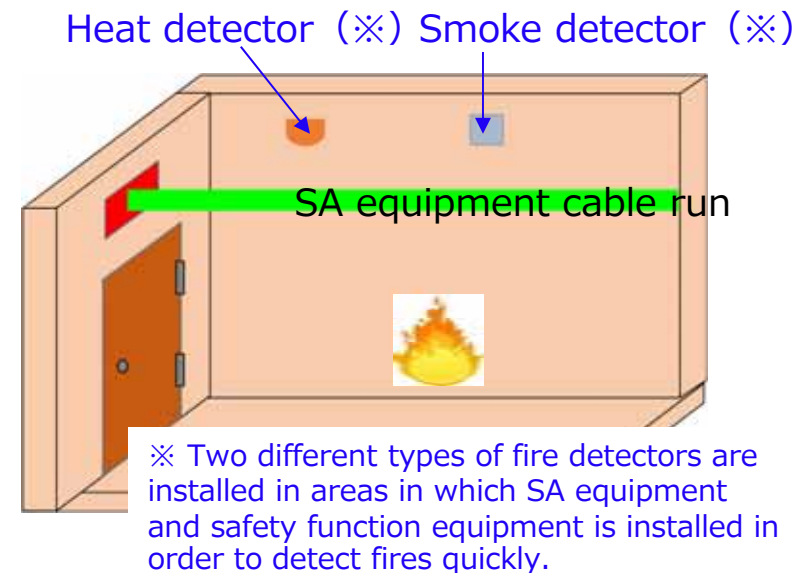 Heat detector（※）Smoke detector（※）
SA equipment cable run
※ Two different types of fire detectors are
installed in areas in which SA equipment
and safety function equipment is installed in
order to detect fires quickly.